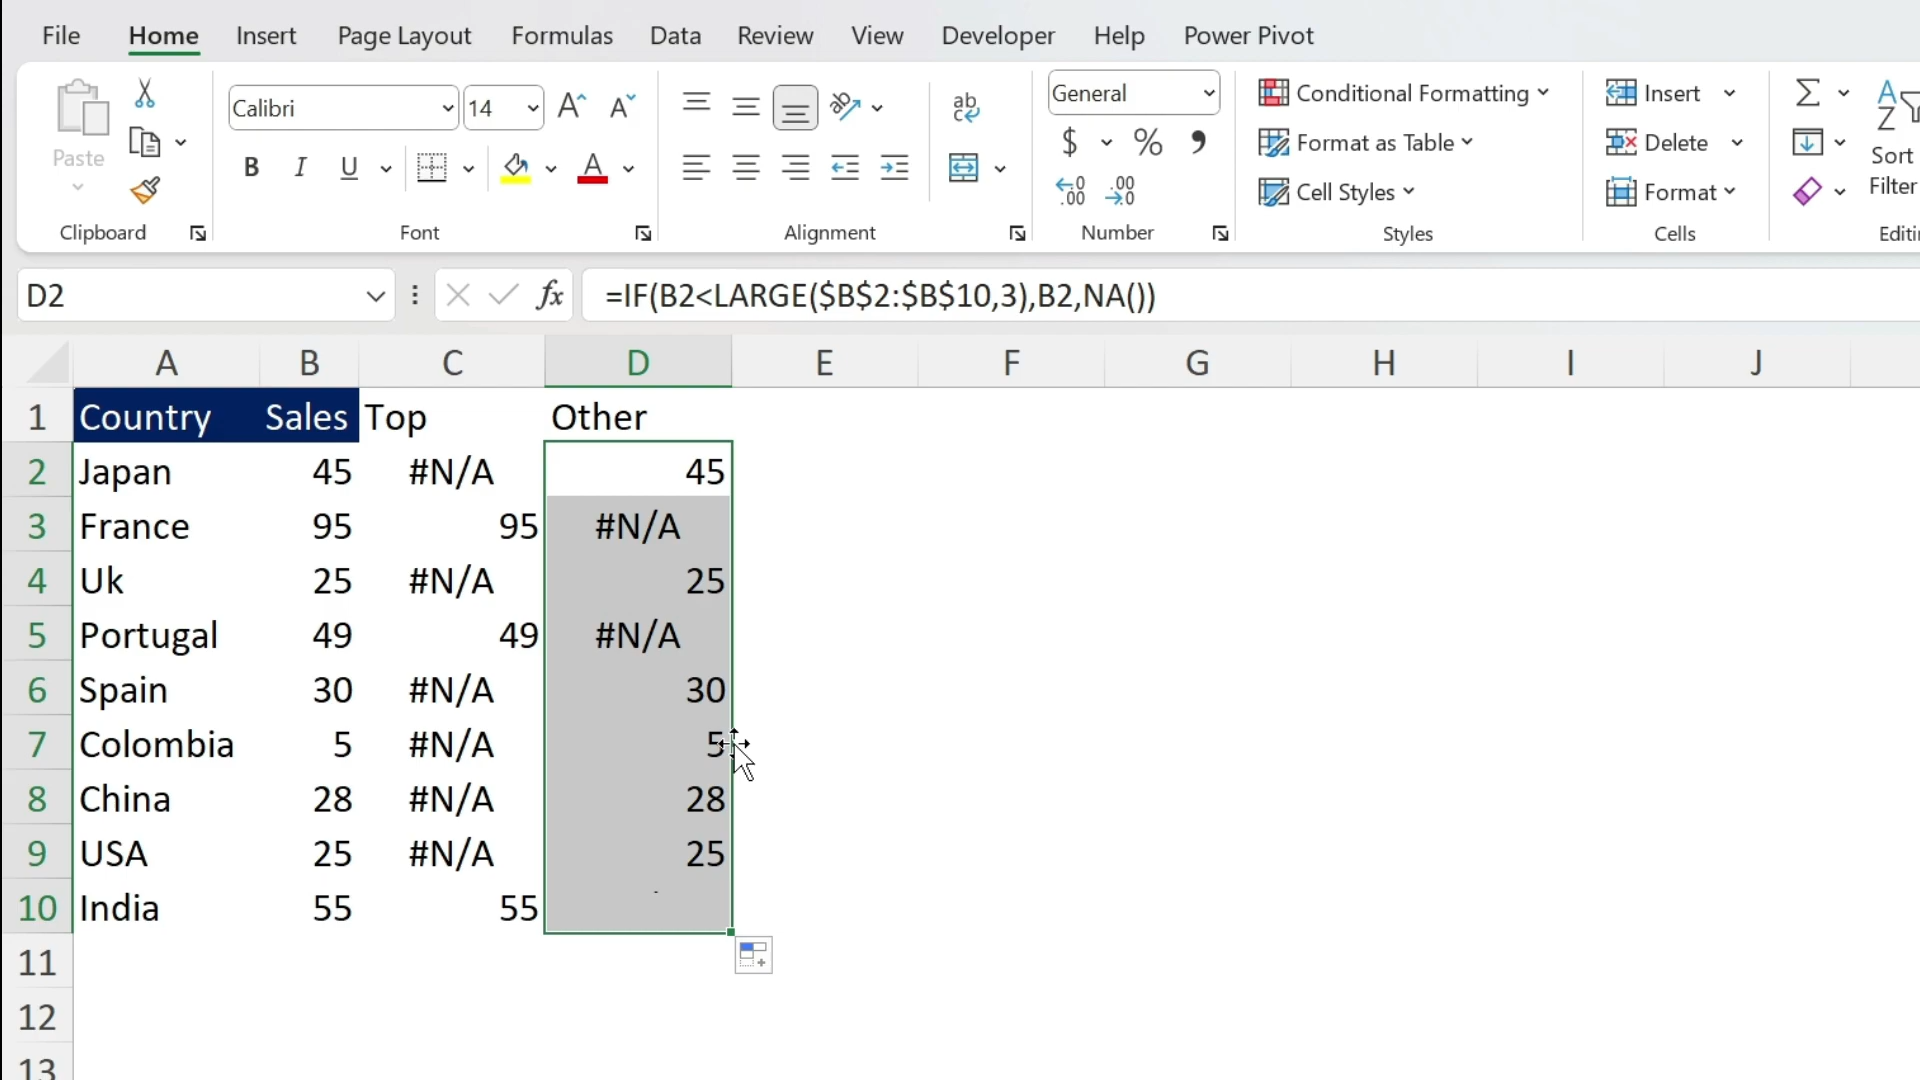 File Home Insert Page Layout Formulas Data Review View Developer Help Power Pivot
Calibri 14 General Conditional Formatting Insert
Paste Format as Table Delete Sort
B I U A $ % Cell Styles Format Filter
Clipboard Font Alignment Number Styles Cells
D2 fx =IF(B2<LARGE($B$2:$B$10,3),B2,NA())
A B C D E F G H I J
1 Country Sales Top Other
2 Japan 45 #N/A 45
3 France 95 95 #N/A
4 Uk 25 #N/A 25
5 Portugal 49 49 #N/A
6 Spain 30 #N/A 30
7 Colombia 5 #N/A 5
8 China 28 #N/A 28
9 USA 25 #N/A 25
10 India 55 55
11
12
13